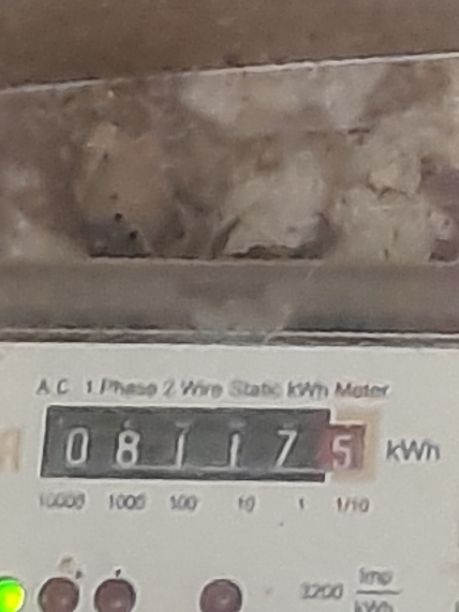 A.C. 1 Phase 2 Wire Static kWh Meter
0 8 1 1 7 5 kWh
10000 1000 100 10 1 1/10
3200 Imp
kWh